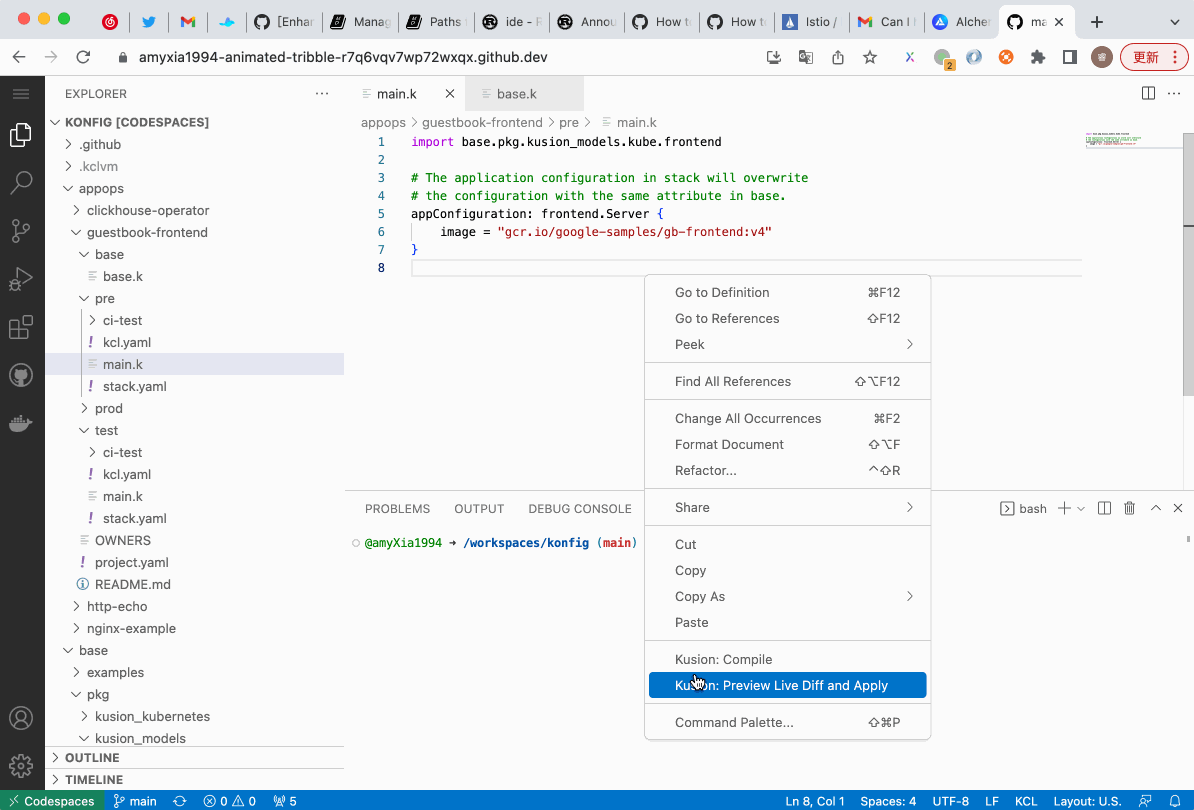 [Enhar
Manag
Paths
ide - R
Annou
How t
How t
Istio /
Can I
Alcher
ma
amyxia1994-animated-tribble-r7q6vqv7wp72wxqx.github.dev
2
更新
EXPLORER
KONFIG [CODESPACES]
.github
.kclvm
appops
clickhouse-operator
guestbook-frontend
base
base.k
pre
ci-test
kcl.yaml
main.k
stack.yaml
prod
test
ci-test
kcl.yaml
main.k
stack.yaml
OWNERS
project.yaml
README.md
http-echo
nginx-example
base
examples
pkg
kusion_kubernetes
kusion_models
OUTLINE
TIMELINE
main.k
base.k
appops > guestbook-frontend > pre > main.k
1 import base.pkg.kusion_models.kube.frontend
2
3 # The application configuration in stack will overwrite
4 # the configuration with the same attribute in base.
5 appConfiguration: frontend.Server {
6 image = "gcr.io/google-samples/gb-frontend:v4"
7 }
8
Go to Definition ⌘F12
Go to References ⇧F12
Peek
Find All References ⇧⌥F12
Change All Occurrences ⌘F2
Format Document ⇧⌥F
Refactor... ^⇧R
Share
Cut
Copy
Copy As
Paste
Kusion: Compile
Kusion: Preview Live Diff and Apply
Command Palette... ⇧⌘P
PROBLEMS OUTPUT DEBUG CONSOLE
bash
@amyXia1994 → /workspaces/konfig (main)
Codespaces main 0 0 5 Ln 8, Col 1 Spaces: 4 UTF-8 LF KCL Layout: U.S.